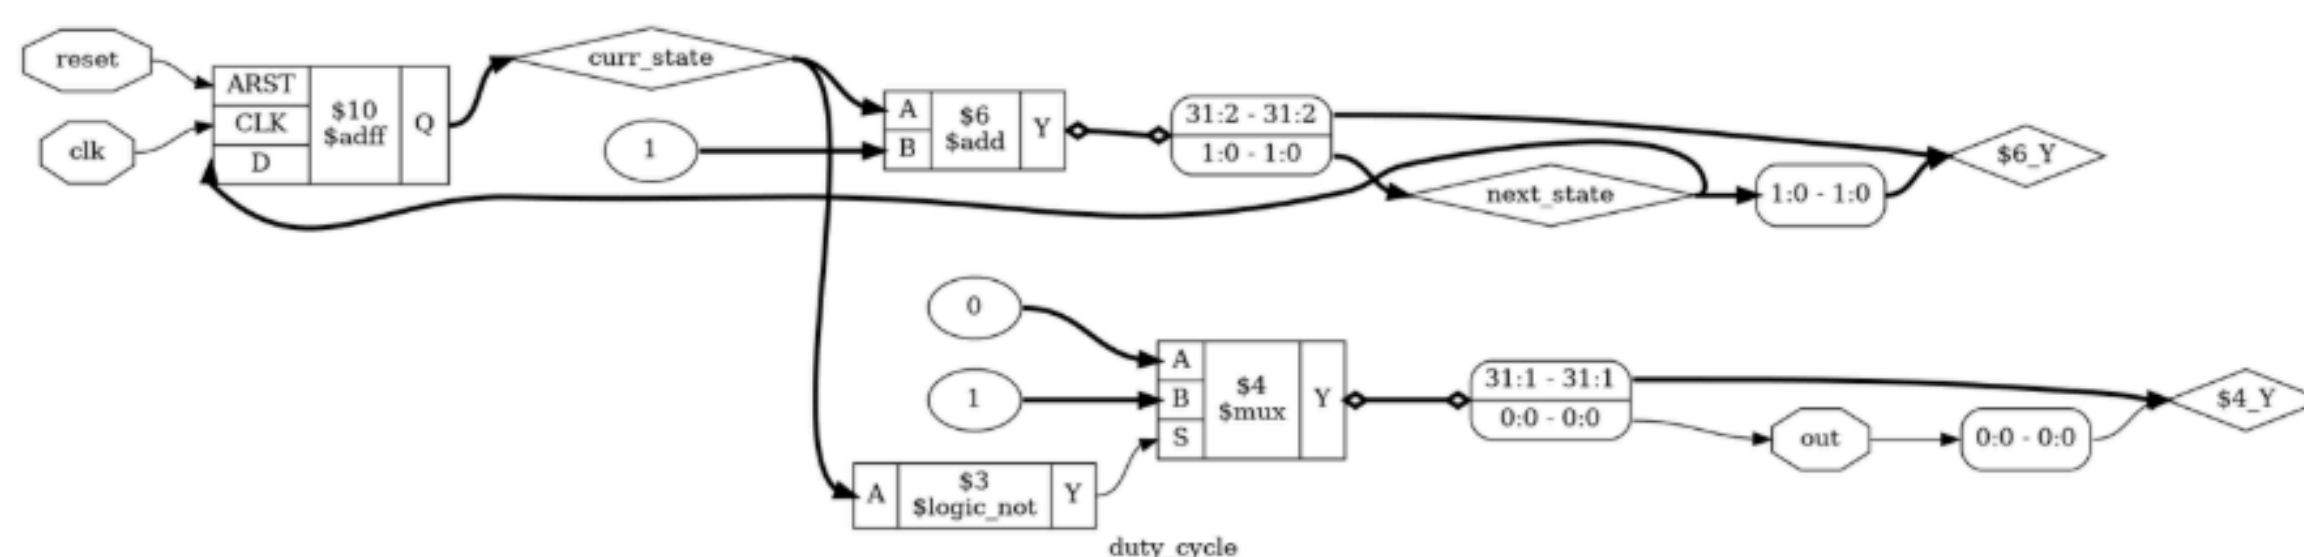 reset
clk
ARST
CLK
D
$10
$adff
Q
curr_state
1
A
B
$6
$add
Y
31:2 - 31:2
1:0 - 1:0
next_state
1:0 - 1:0
$6_Y
0
1
A
B
S
$4
$mux
Y
31:1 - 31:1
0:0 - 0:0
out
0:0 - 0:0
$4_Y
A
$3
$logic_not
Y
duty_cycle